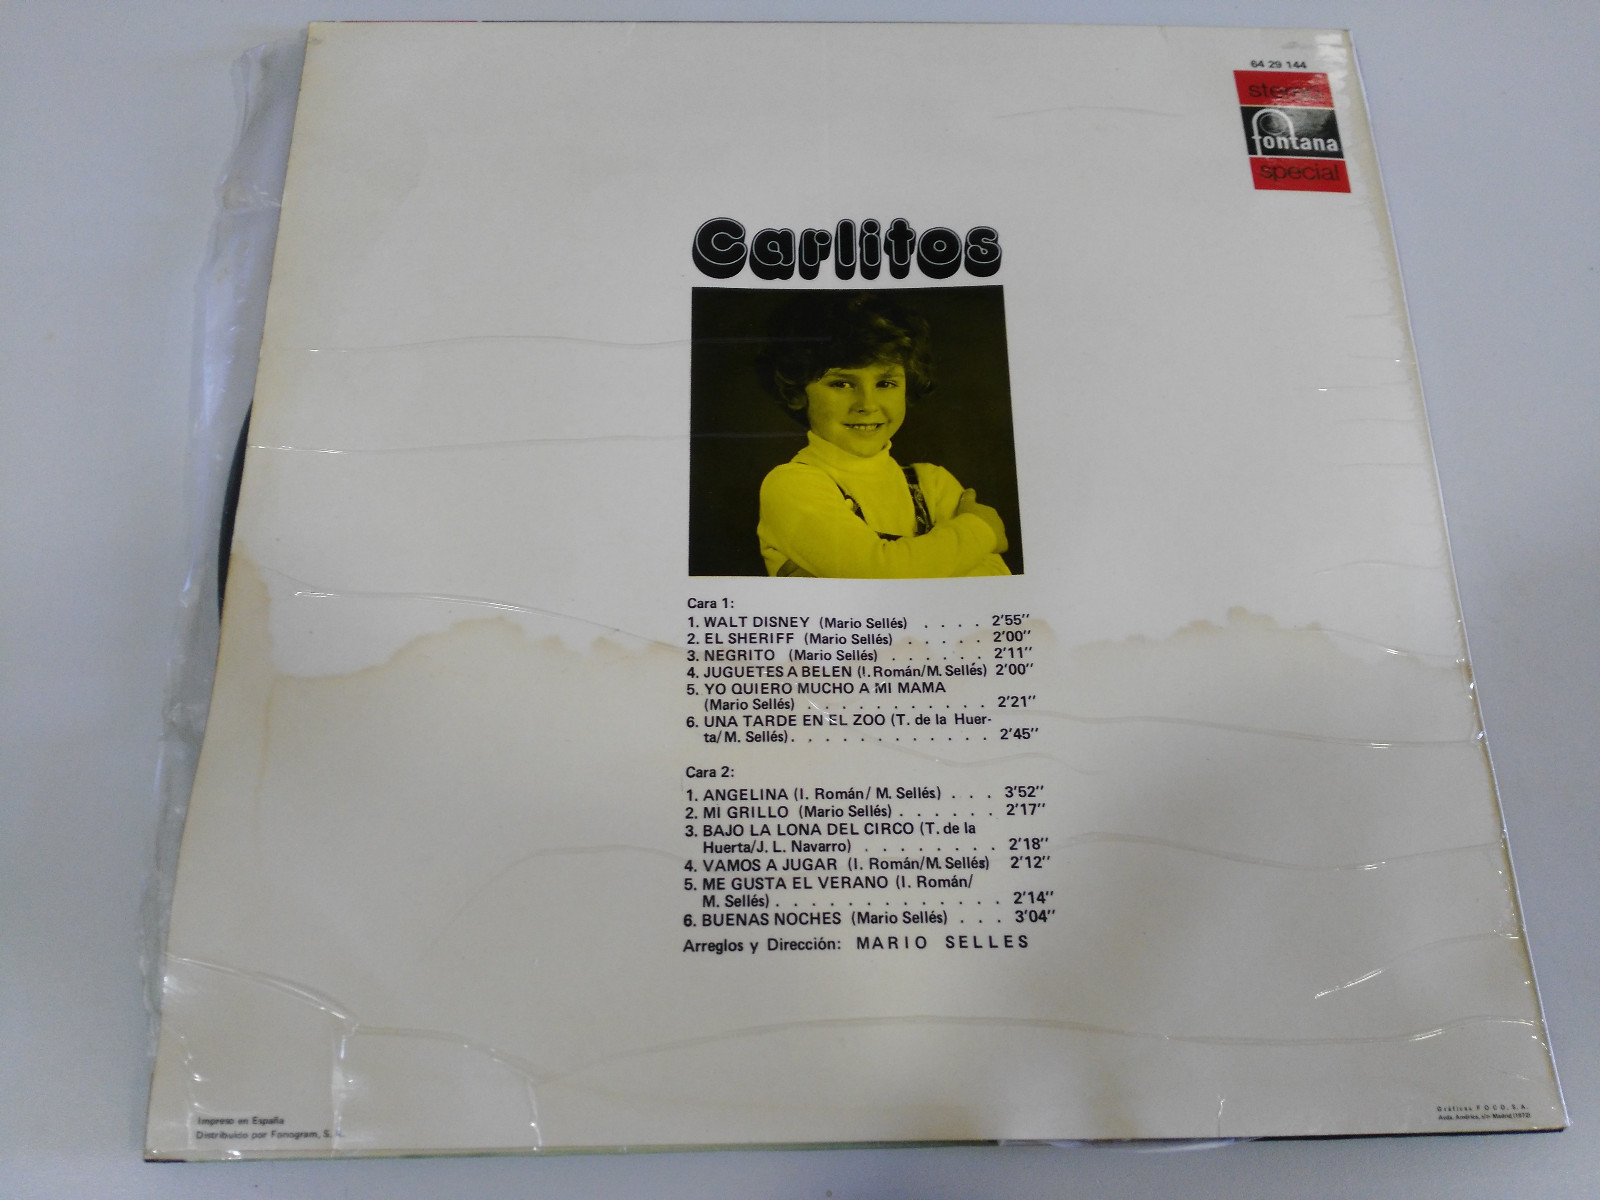 64 29 144
stereo
fontana
special
Carlitos
Cara 1:
1. WALT DISNEY (Mario Sellés) . . . . 2'55''
2. EL SHERIFF (Mario Sellés) . . . . . 2'00''
3. NEGRITO (Mario Sellés) . . . . . . 2'11''
4. JUGUETES A BELEN (I. Román/M. Sellés) 2'00''
5. YO QUIERO MUCHO A MI MAMA
(Mario Sellés) . . . . . . . . . . . 2'21''
6. UNA TARDE EN EL ZOO (T. de la Huer-
ta/M. Sellés). . . . . . . . . . . . 2'45''
Cara 2:
1. ANGELINA (I. Román/ M. Sellés) . . . 3'52''
2. MI GRILLO (Mario Sellés) . . . . . . 2'17''
3. BAJO LA LONA DEL CIRCO (T. de la
Huerta/J. L. Navarro) . . . . . . . . 2'18''
4. VAMOS A JUGAR (I. Román/M. Sellés) 2'12''
5. ME GUSTA EL VERANO (I. Román/
M. Sellés) . . . . . . . . . . . . . 2'14''
6. BUENAS NOCHES (Mario Sellés) . . . 3'04''
Arreglos y Dirección: MARIO SELLES
Impreso en España
Distribuido por Fonogram, S. A.
Gráficas FOCO, S.A.
Avda. América, s/n-Madrid (1972)